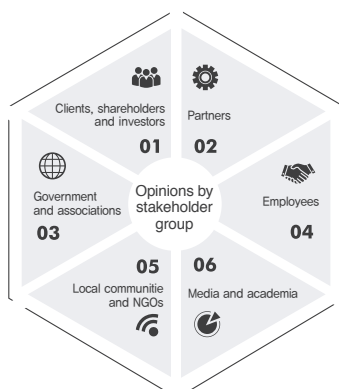 Clients, shareholders
and investors
01
Partners
02
Government
and associations
03
Opinions by
stakeholder
group
Employees
04
05
Local communitie
and NGOs
06
Media and academia